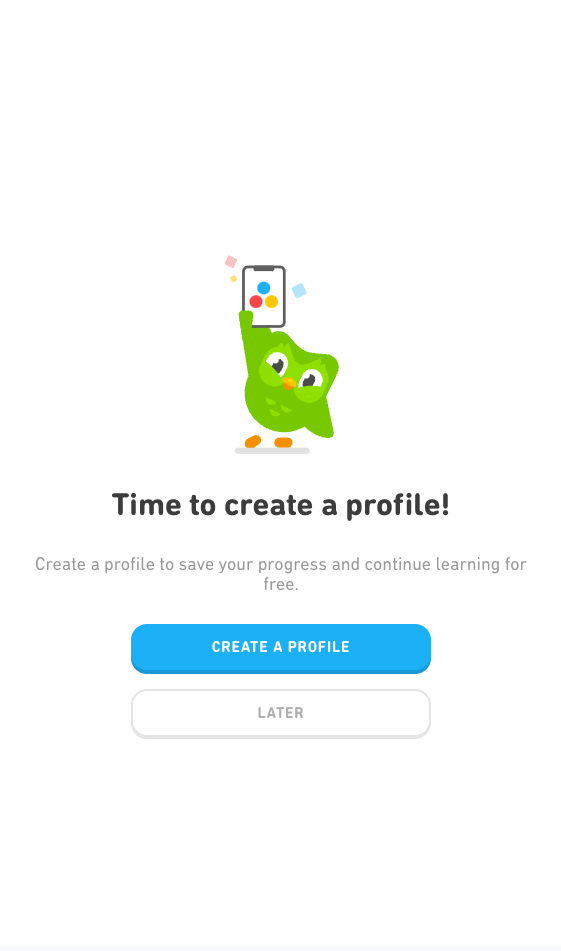 Time to create a profile!
Create a profile to save your progress and continue learning for
free.
CREATE A PROFILE
LATER